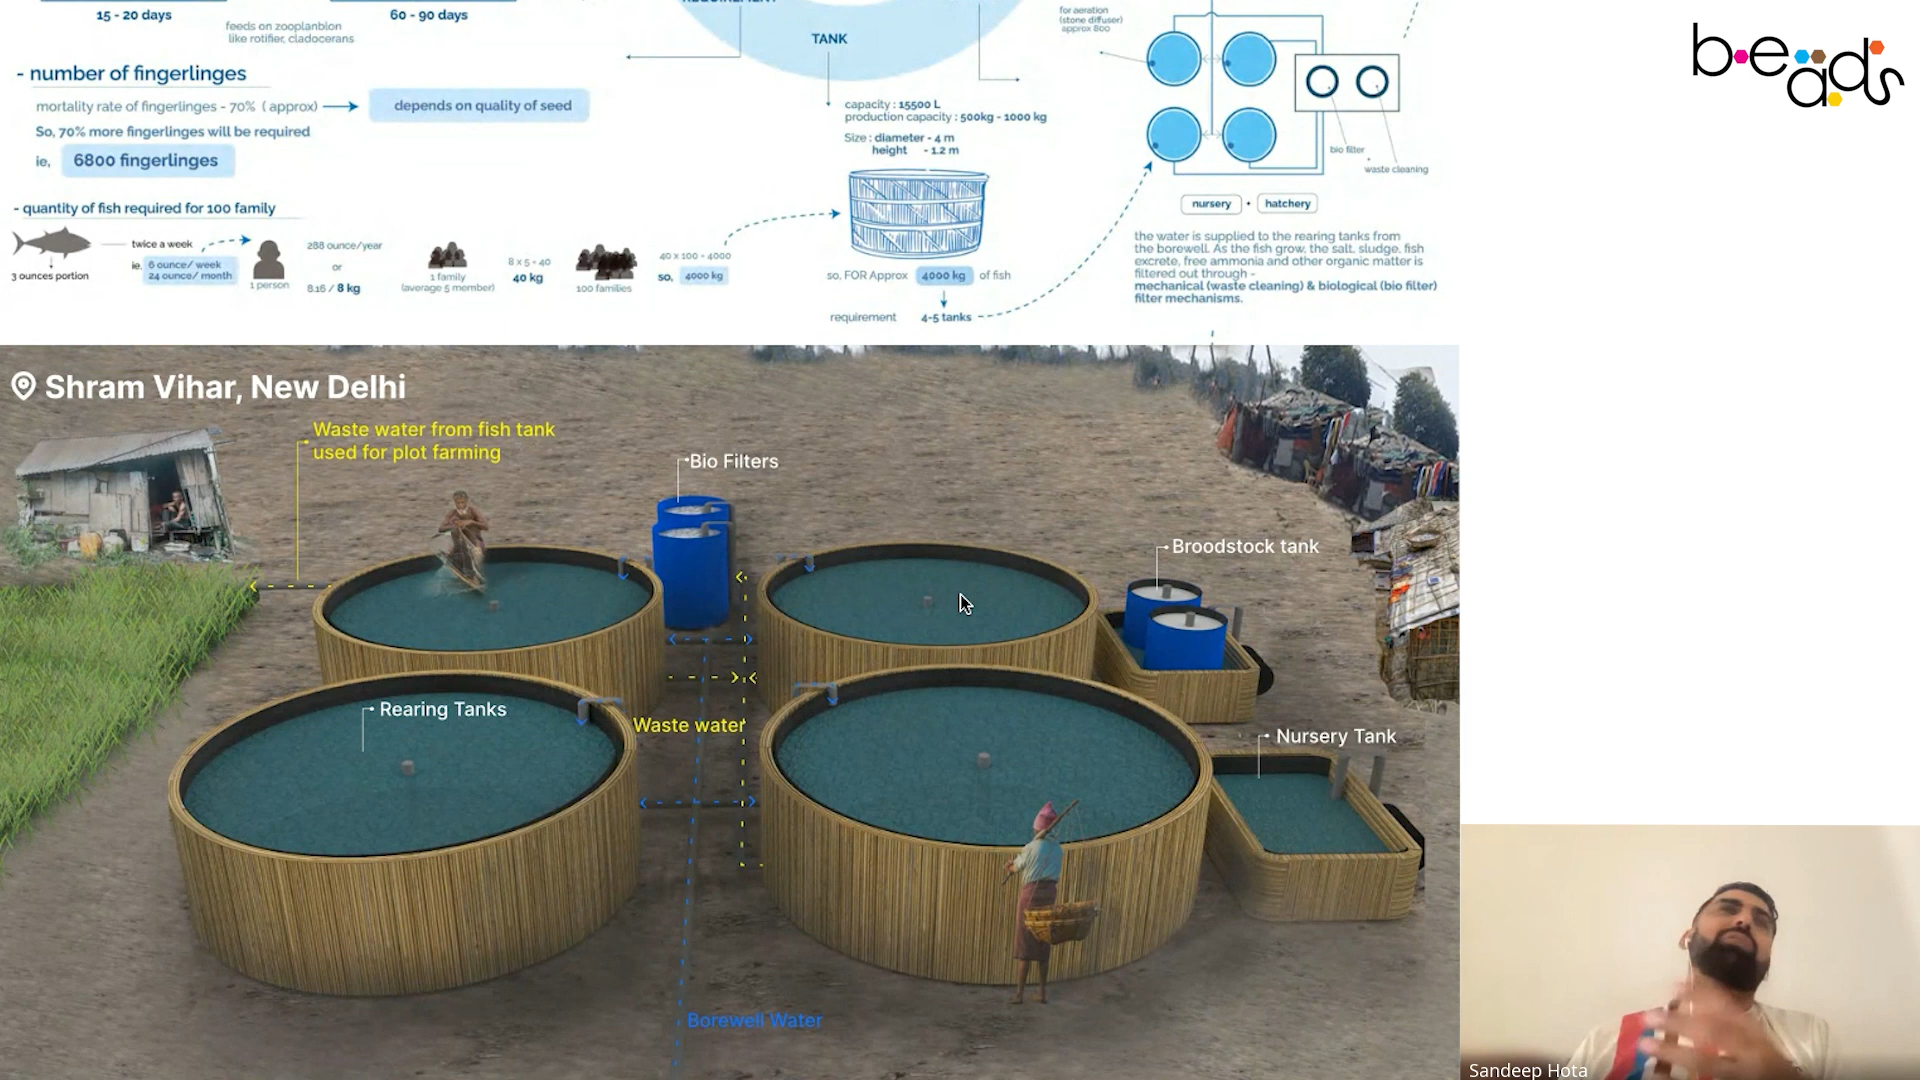 15 - 20 days
60 - 90 days
feeds on zooplanblon
like rotifier, cladocerans
- number of fingerlinges
mortality rate of fingerlinges - 70% ( approx)
depends on quality of seed
So, 70% more fingerlinges will be required
ie, 6800 fingerlinges
- quantity of fish required for 100 family
3 ounces portion
twice a week
ie, 6 ounce/ week
24 ounce/ month
1 person
288 ounce/year
or
8.16 / 8 kg
1 family
(average 5 member)
8 x 5 = 40
40 kg
100 families
40 x 100 = 4000
so, 4000 kg
TANK
capacity : 15500 L
production capacity : 500kg - 1000 kg
Size : diameter - 4 m
height - 1.2 m
so, FOR Approx 4000 kg of fish
requirement 4-5 tanks
for aeration
(stone diffuser)
approx 800
bio filter
waste cleaning
nursery • hatchery
the water is supplied to the rearing tanks from
the borewell. As the fish grow, the salt, sludge, fish
excrete, free ammonia and other organic matter is
filtered out through -
mechanical (waste cleaning) & biological (bio filter)
filter mechanisms.
beads
Shram Vihar, New Delhi
Waste water from fish tank
used for plot farming
Bio Filters
Broodstock tank
Rearing Tanks
Waste water
Nursery Tank
Borewell Water
Sandeep Hota